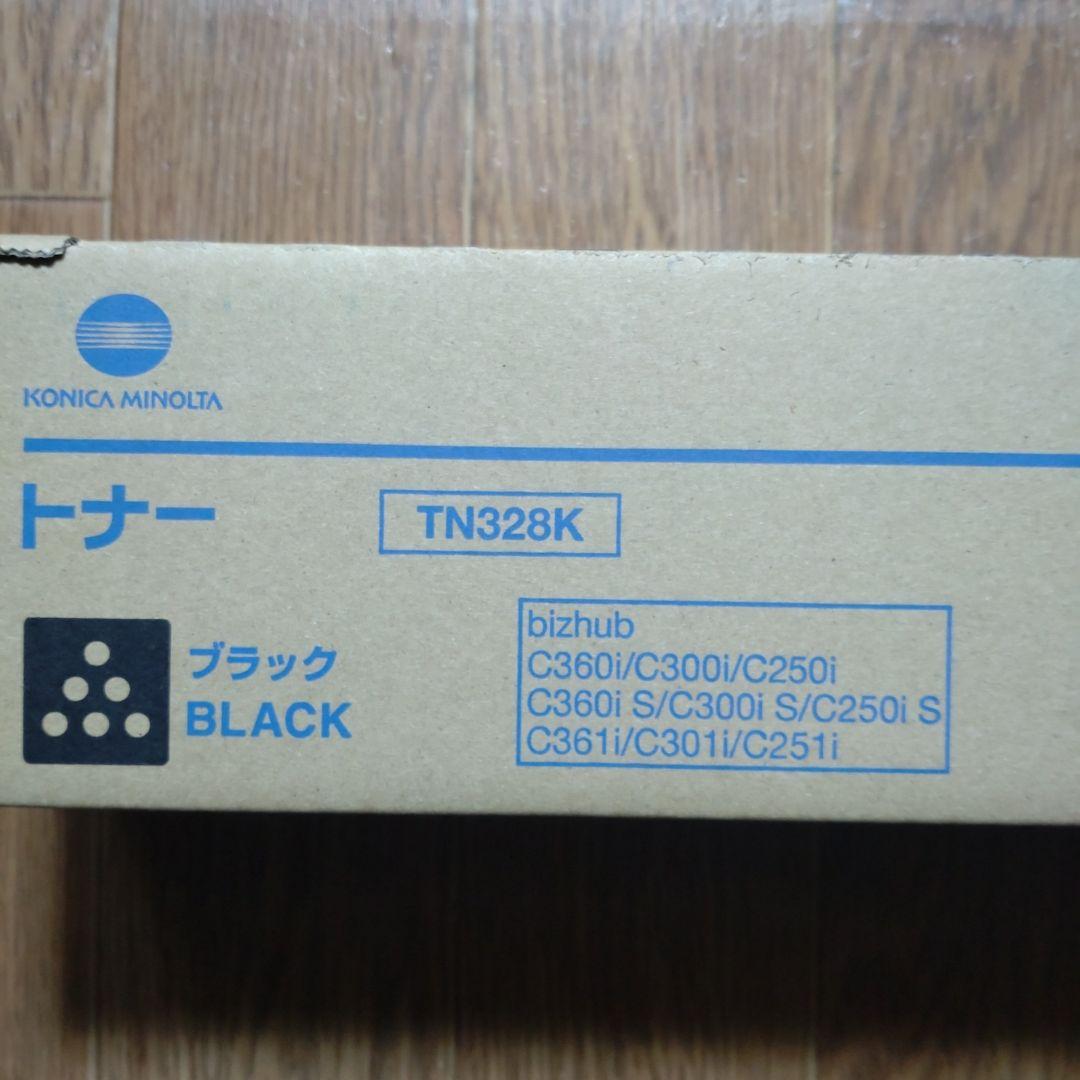 KONICA MINOLTA
トナー
TN328K
ブラック
BLACK
bizhub
C360i/C300i/C250i
C360i S/C300i S/C250i S
C361i/C301i/C251i